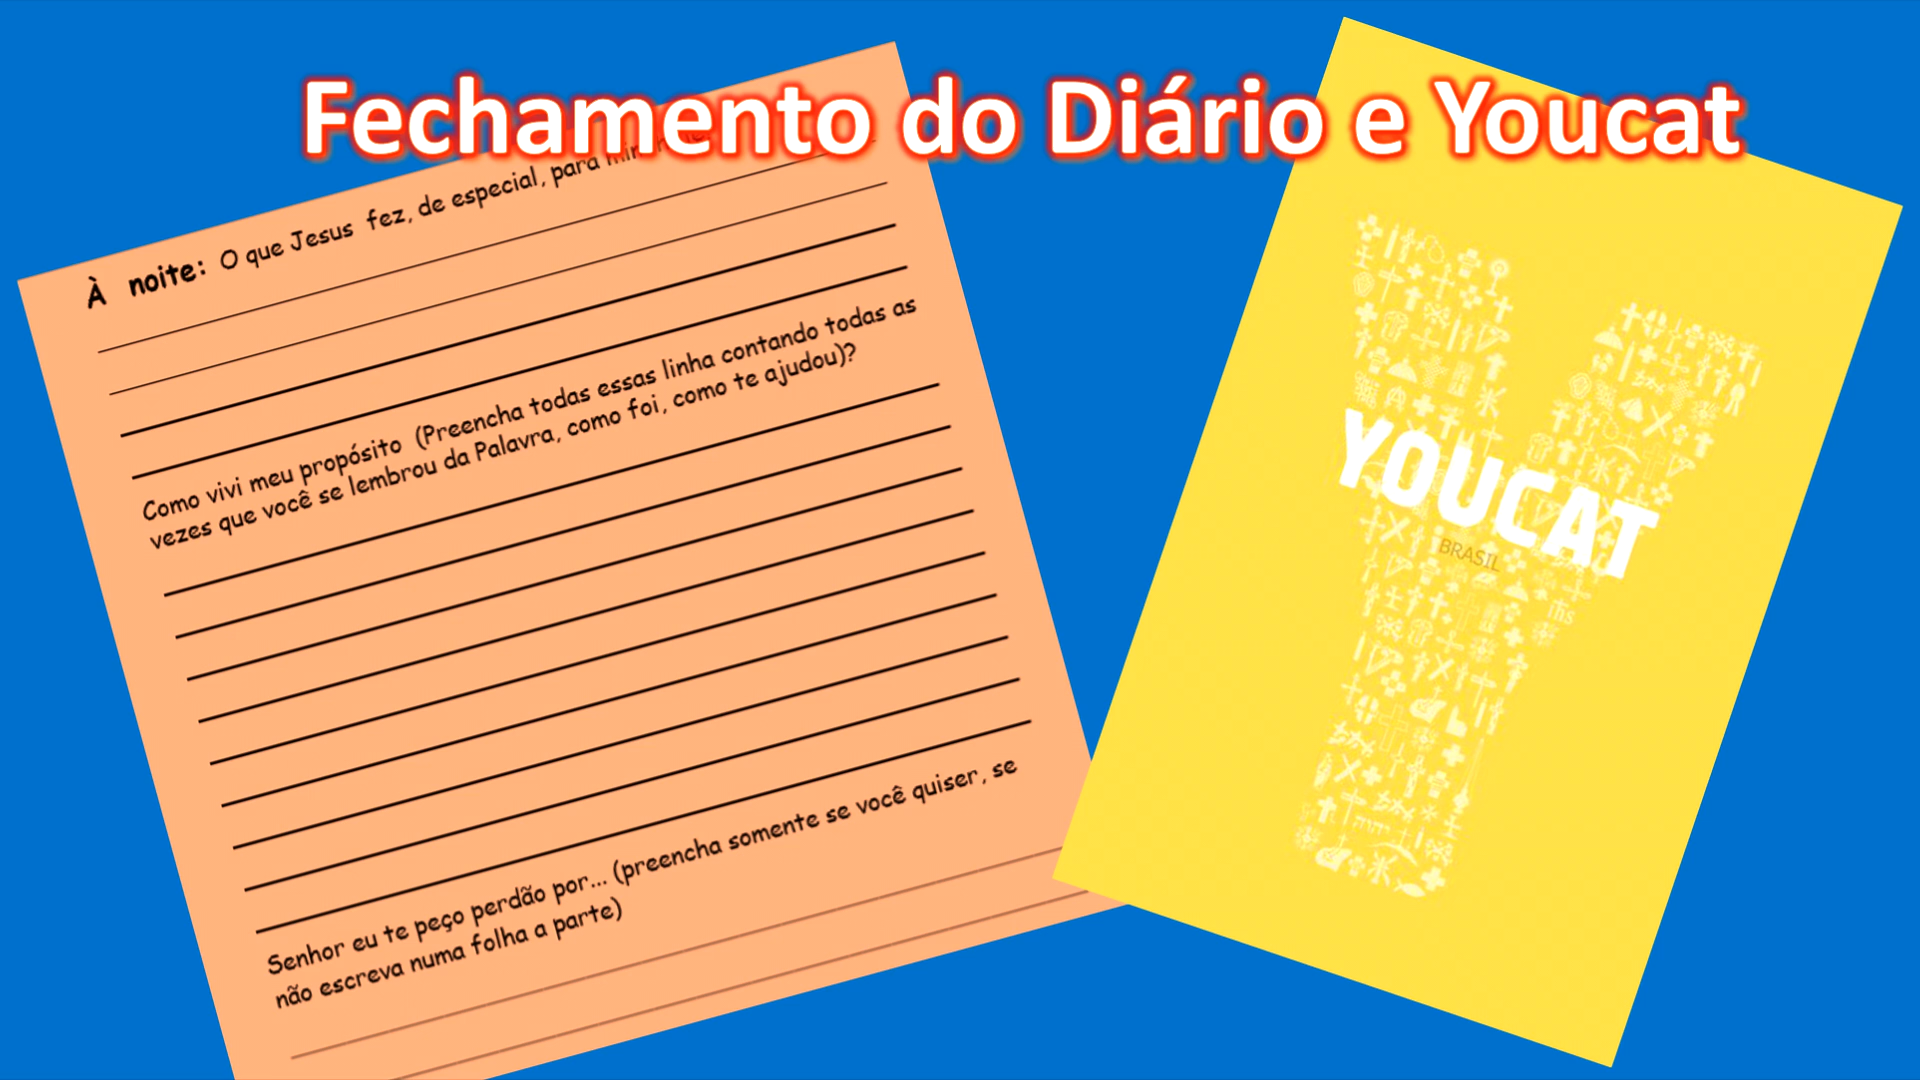 Fechamento do Diário e Youcat
À noite: O que Jesus fez, de especial, para mim
Como vivi meu propósito (Preencha todas essas linha contando todas as
vezes que você se lembrou da Palavra, como foi, como te ajudou)?
Senhor eu te peço perdão por... (preencha somente se você quiser, se
não escreva numa folha a parte)
YOUCAT
BRASIL
ihs